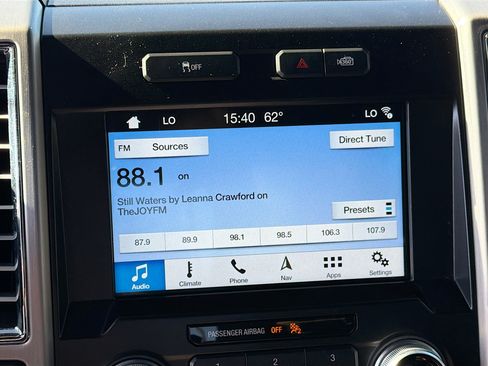 OFF
360
LO 15:40 62° LO
FM Sources Direct Tune
88.1 on
Still Waters by Leanna Crawford on
TheJOYFM
Presets
87.9 89.9 98.1 98.5 106.3 107.9
Audio Climate Phone Nav Apps Settings
PASSENGER AIRBAG OFF
1 2 3